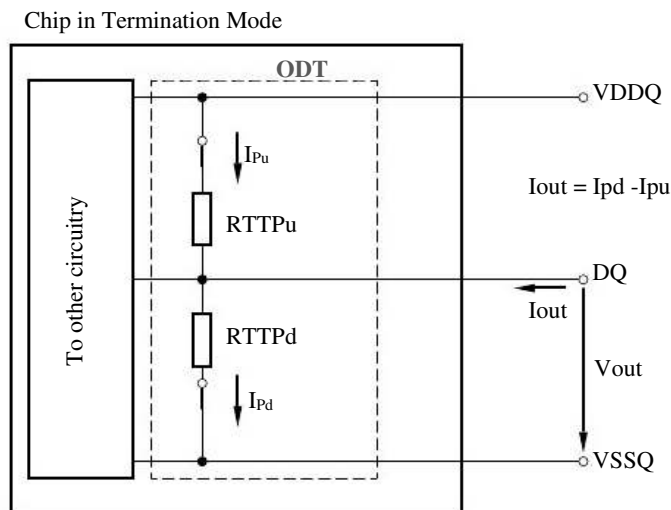 Chip in Termination Mode
ODT
VDDQ
IPu
Iout = Ipd -Ipu
RTTPu
To other circuitry
DQ
Iout
RTTPd
Vout
IPd
VSSQ